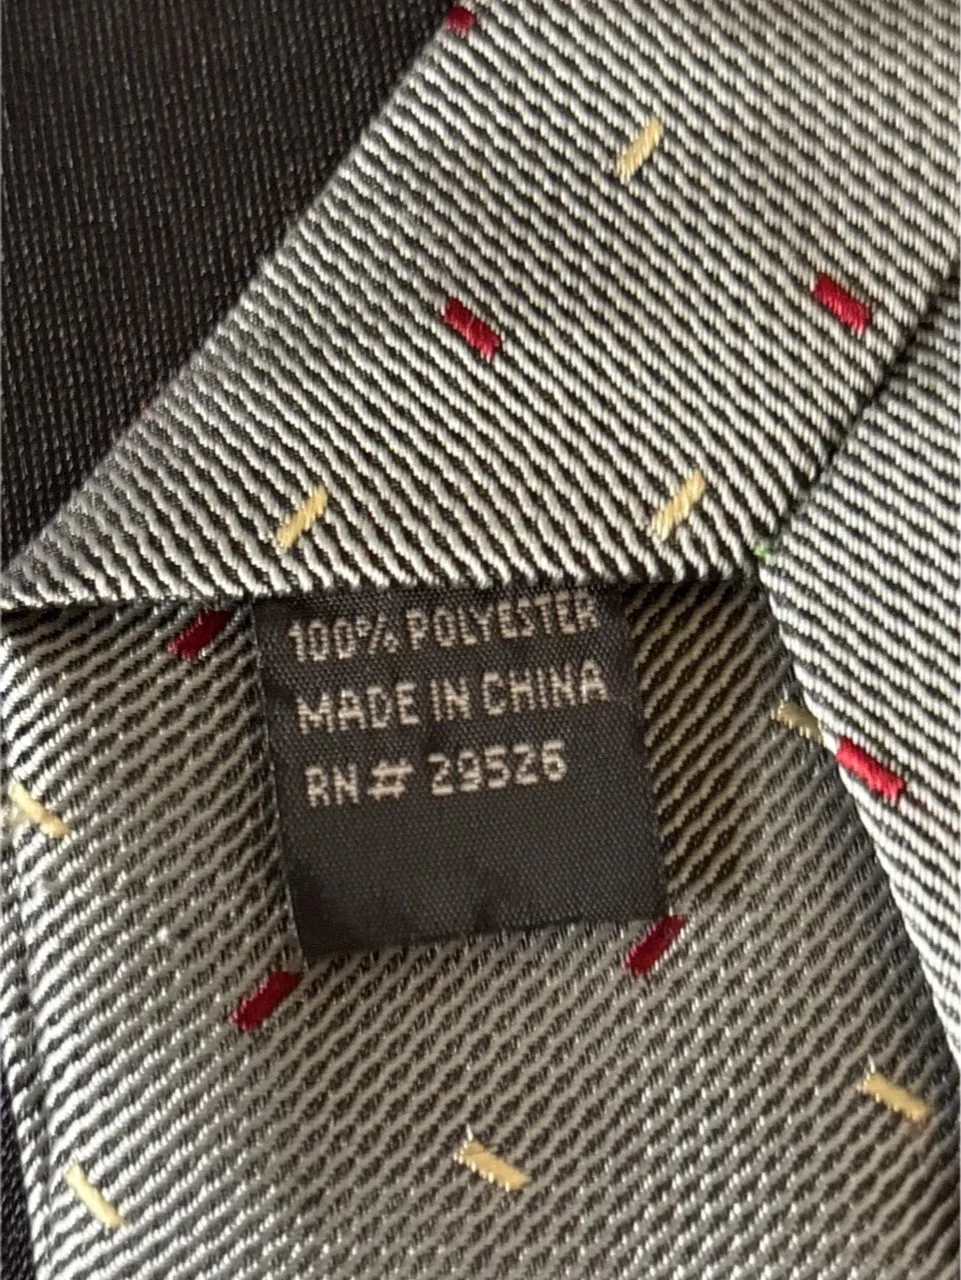 100% POLYESTER
MADE IN CHINA
RN# 29526